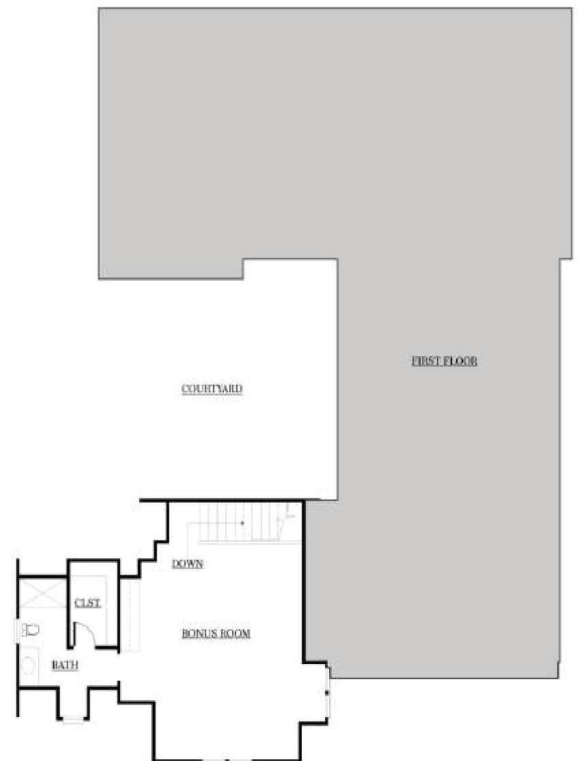 FIRST FLOOR
COURTYARD
DOWN
CLST.
BONUS ROOM
BATH